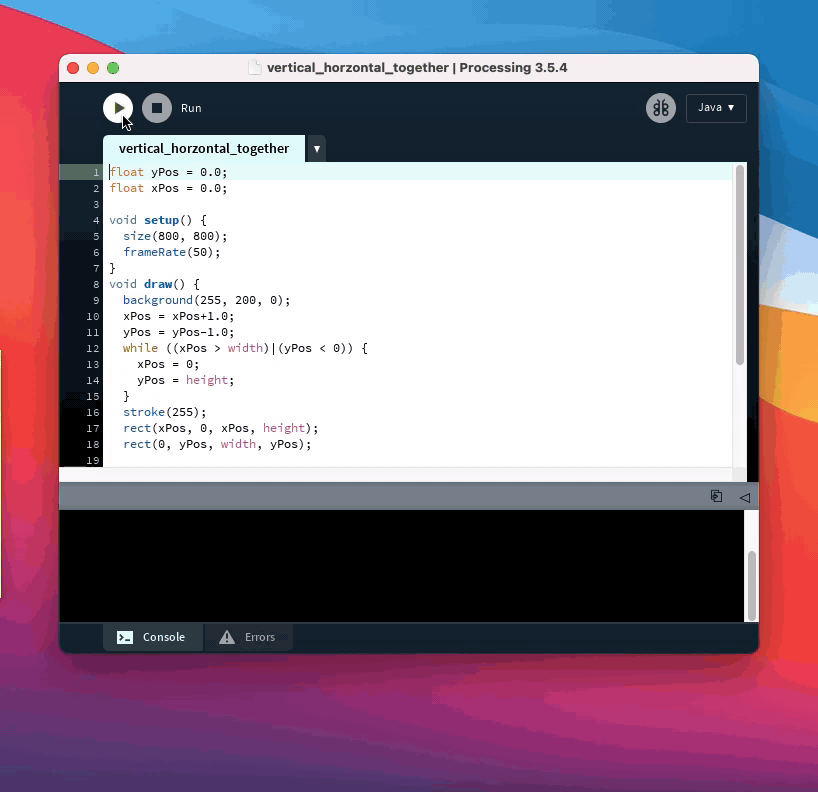 vertical_horzontal_together | Processing 3.5.4
Run
Java ▾
vertical_horzontal_together ▾
1 float yPos = 0.0;
2 float xPos = 0.0;
3
4 void setup() {
5   size(800, 800);
6   frameRate(50);
7 }
8 void draw() {
9   background(255, 200, 0);
10   xPos = xPos+1.0;
11   yPos = yPos-1.0;
12   while ((xPos > width)|(yPos < 0)) {
13     xPos = 0;
14     yPos = height;
15   }
16   stroke(255);
17   rect(xPos, 0, xPos, height);
18   rect(0, yPos, width, yPos);
19
Console Errors